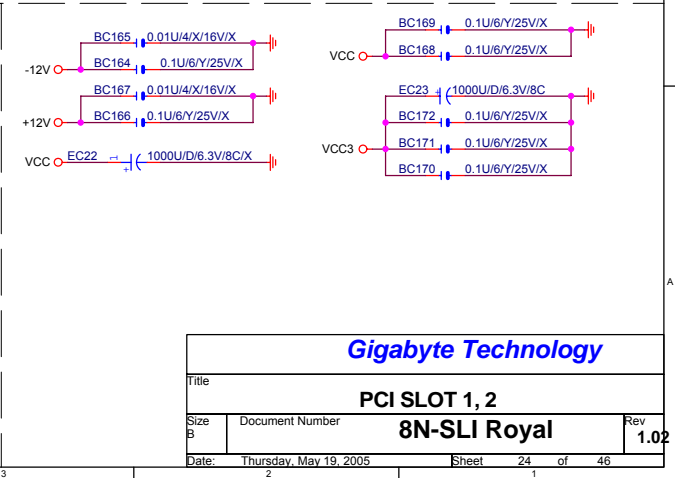 BC165 0.01U/4/X/16V/X
-12V BC164 0.1U/6/Y/25V/X
BC167 0.01U/4/X/16V/X
+12V BC166 0.1U/6/Y/25V/X
VCC EC22 1 + 1000U/D/6.3V/8C/X
BC169 0.1U/6/Y/25V/X
VCC BC168 0.1U/6/Y/25V/X
EC23 + 1000U/D/6.3V/8C
BC172 0.1U/6/Y/25V/X
VCC3 BC171 0.1U/6/Y/25V/X
BC170 0.1U/6/Y/25V/X
A
Gigabyte Technology
Title
PCI SLOT 1, 2
Size Document Number Rev
B 8N-SLI Royal 1.02
Date: Thursday, May 19, 2005 Sheet 24 of 46
3 2 1